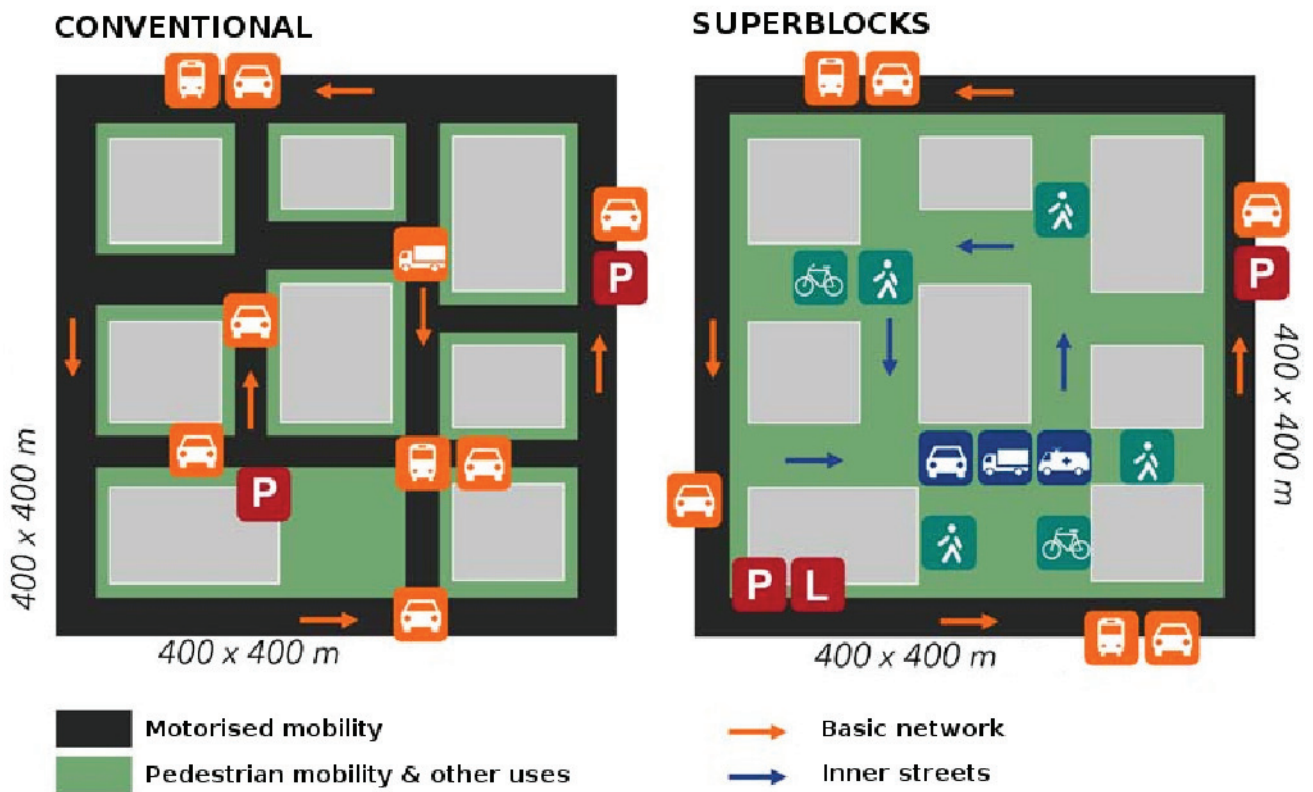 CONVENTIONAL
SUPERBLOCKS
P
P
P
P L
400 x 400 m
400 x 400 m
400 x 400 m
400 x 400 m
Motorised mobility
Pedestrian mobility & other uses
Basic network
Inner streets